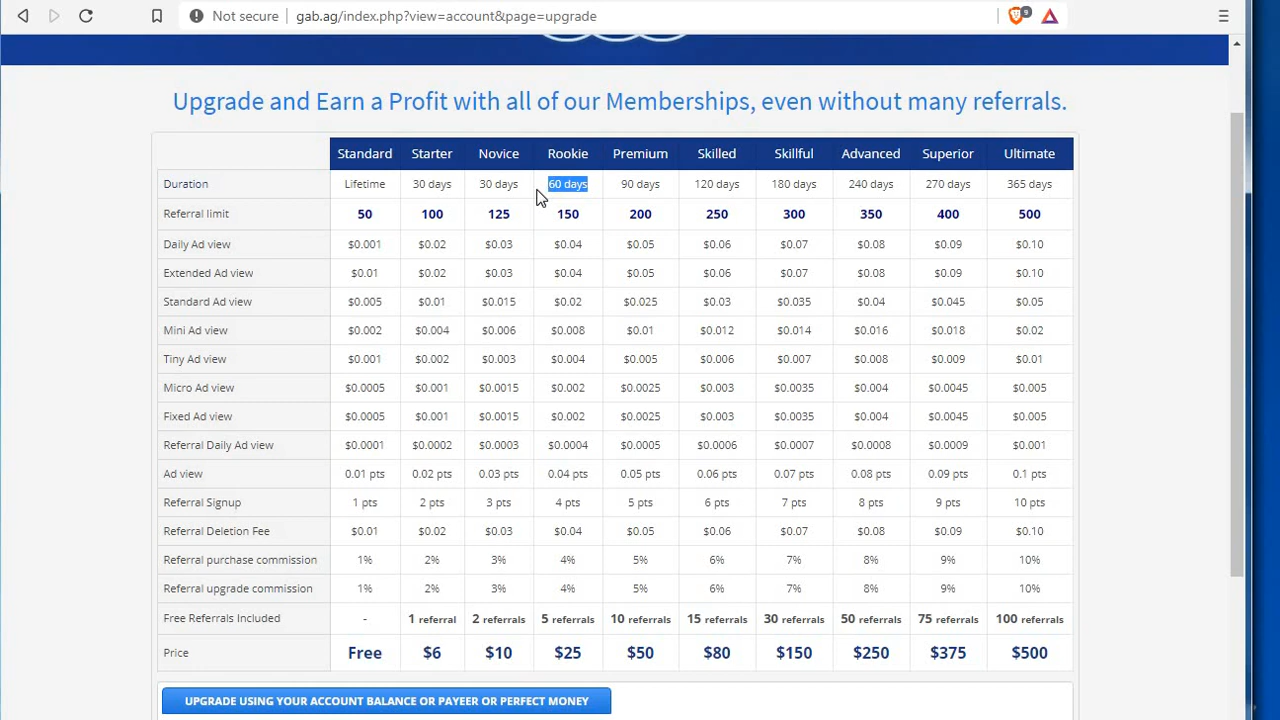 Not secure | gab.ag/index.php?view=account&page=upgrade
9
Upgrade and Earn a Profit with all of our Memberships, even without many referrals.
Standard Starter Novice Rookie Premium Skilled Skillful Advanced Superior Ultimate
Duration Lifetime 30 days 30 days 60 days 90 days 120 days 180 days 240 days 270 days 365 days
Referral limit 50 100 125 150 200 250 300 350 400 500
Daily Ad view $0.001 $0.02 $0.03 $0.04 $0.05 $0.06 $0.07 $0.08 $0.09 $0.10
Extended Ad view $0.01 $0.02 $0.03 $0.04 $0.05 $0.06 $0.07 $0.08 $0.09 $0.10
Standard Ad view $0.005 $0.01 $0.015 $0.02 $0.025 $0.03 $0.035 $0.04 $0.045 $0.05
Mini Ad view $0.002 $0.004 $0.006 $0.008 $0.01 $0.012 $0.014 $0.016 $0.018 $0.02
Tiny Ad view $0.001 $0.002 $0.003 $0.004 $0.005 $0.006 $0.007 $0.008 $0.009 $0.01
Micro Ad view $0.0005 $0.001 $0.0015 $0.002 $0.0025 $0.003 $0.0035 $0.004 $0.0045 $0.005
Fixed Ad view $0.0005 $0.001 $0.0015 $0.002 $0.0025 $0.003 $0.0035 $0.004 $0.0045 $0.005
Referral Daily Ad view $0.0001 $0.0002 $0.0003 $0.0004 $0.0005 $0.0006 $0.0007 $0.0008 $0.0009 $0.001
Ad view 0.01 pts 0.02 pts 0.03 pts 0.04 pts 0.05 pts 0.06 pts 0.07 pts 0.08 pts 0.09 pts 0.1 pts
Referral Signup 1 pts 2 pts 3 pts 4 pts 5 pts 6 pts 7 pts 8 pts 9 pts 10 pts
Referral Deletion Fee $0.01 $0.02 $0.03 $0.04 $0.05 $0.06 $0.07 $0.08 $0.09 $0.10
Referral purchase commission 1% 2% 3% 4% 5% 6% 7% 8% 9% 10%
Referral upgrade commission 1% 2% 3% 4% 5% 6% 7% 8% 9% 10%
Free Referrals Included - 1 referral 2 referrals 5 referrals 10 referrals 15 referrals 30 referrals 50 referrals 75 referrals 100 referrals
Price Free $6 $10 $25 $50 $80 $150 $250 $375 $500
UPGRADE USING YOUR ACCOUNT BALANCE OR PAYEER OR PERFECT MONEY